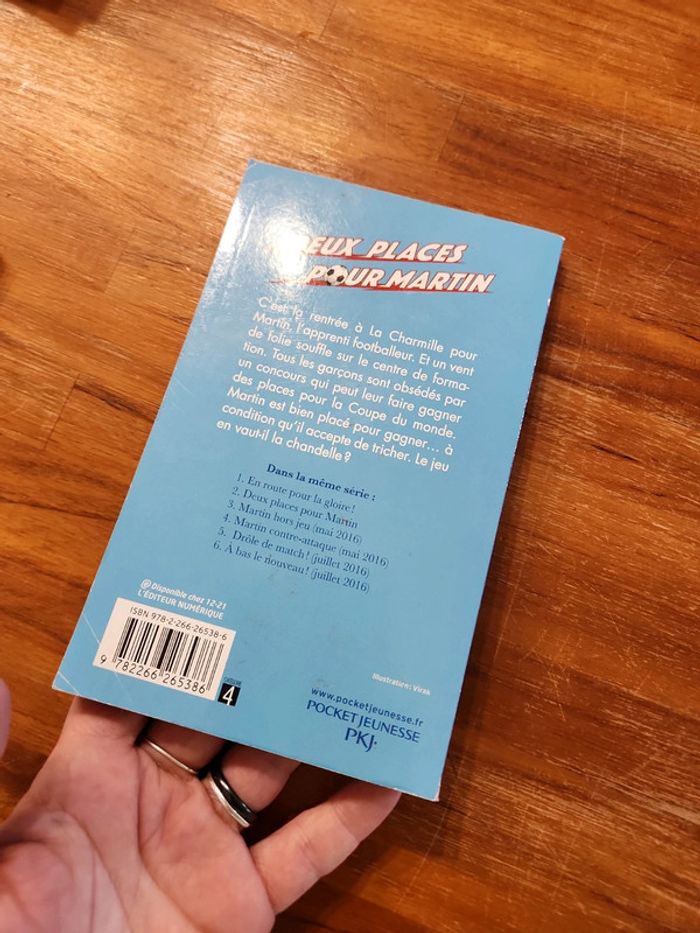 DEUX PLACES
POUR MARTIN
C'est la rentrée à La Charmille pour
Martin, l'apprenti footballeur. Et un vent
de folie souffle sur le centre de forma-
tion. Tous les garçons sont obsédés par
un concours qui peut leur faire gagner
des places pour la Coupe du monde.
Martin est bien placé pour gagner... à
condition qu'il accepte de tricher. Le jeu
en vaut-il la chandelle ?
Dans la même série :
1. En route pour la gloire !
2. Deux places pour Martin
3. Martin hors jeu (mai 2016)
4. Martin contre-attaque (mai 2016)
5. Drôle de match ! (juillet 2016)
6. À bas le nouveau ! (juillet 2016)
@ Disponible chez 12-21
L'ÉDITEUR NUMÉRIQUE
ISBN 978-2-266-26538-6
9 782266 265386
CATÉGORIE
4
Illustration : Virak
www.pocketjeunesse.fr
POCKET JEUNESSE
PKJ·